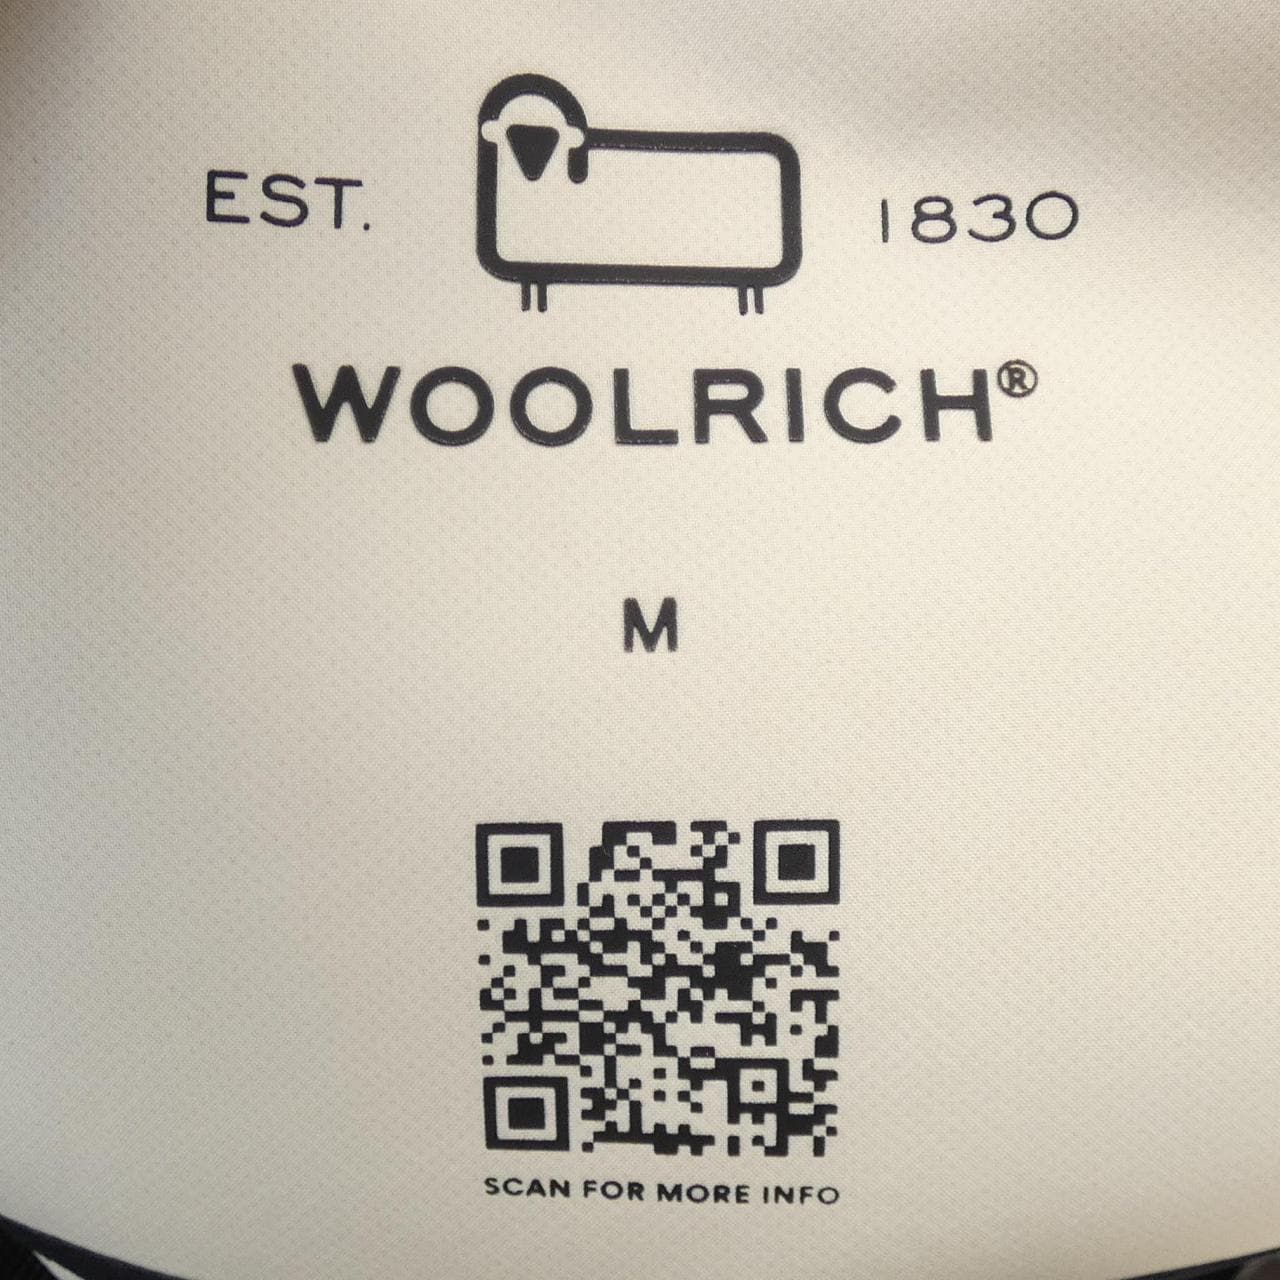 EST. 1830
WOOLRICH®
M
SCAN FOR MORE INFO